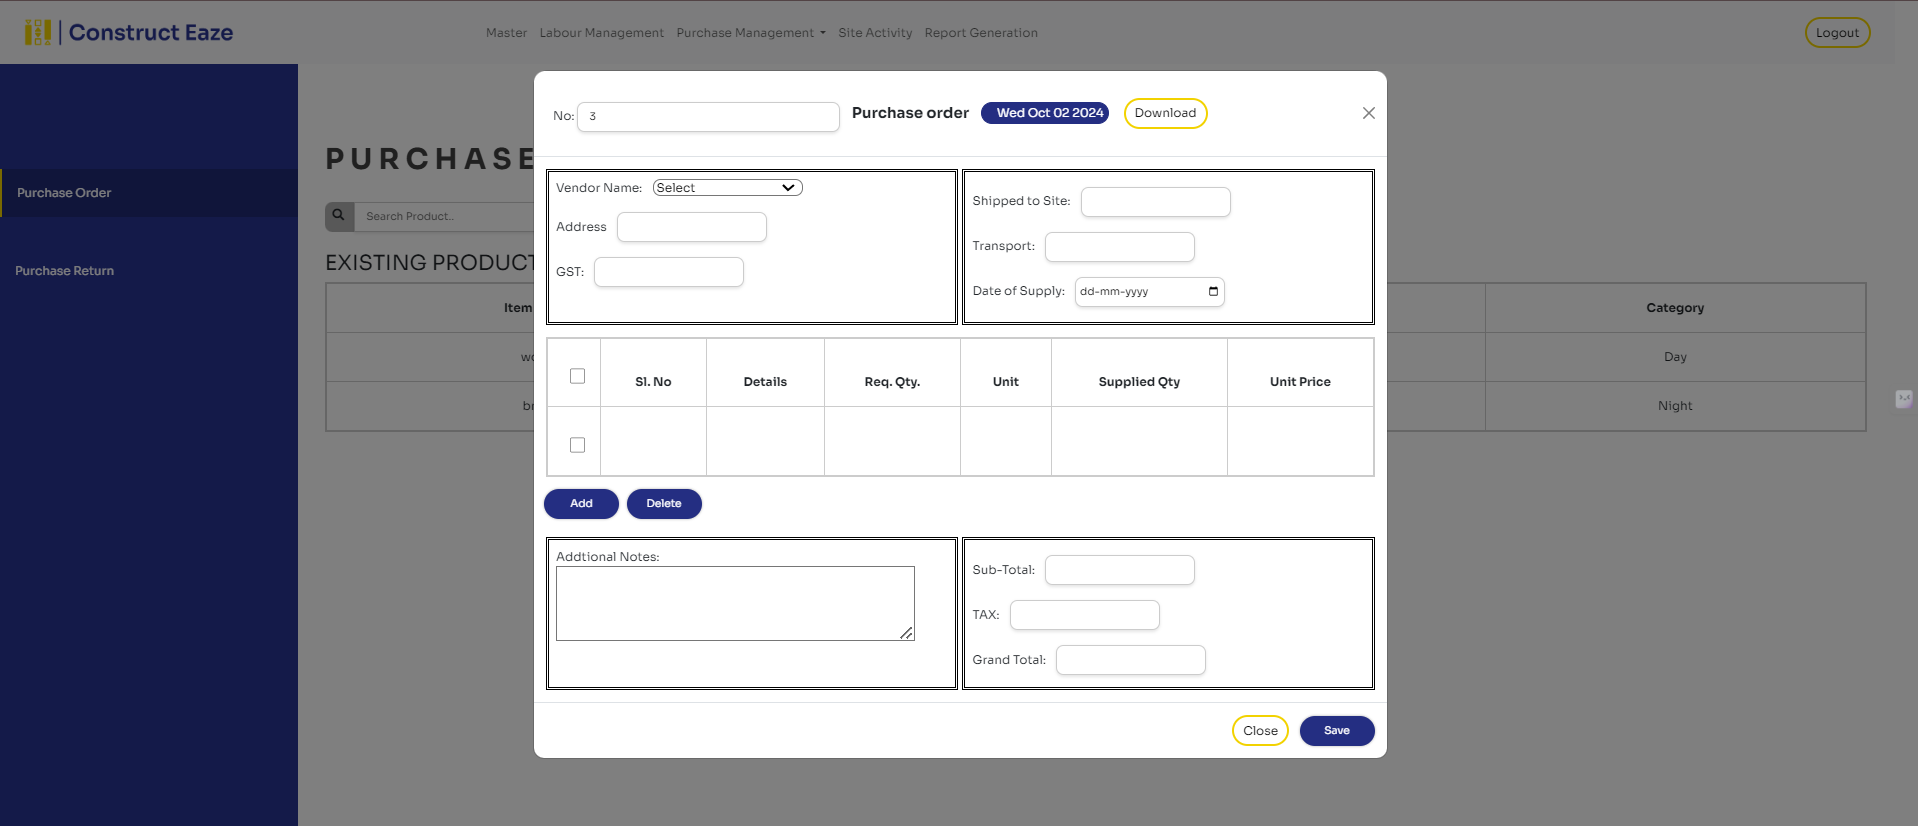 Construct Eaze
Master Labour Management Purchase Management Site Activity Report Generation
Logout
Purchase Order
Purchase Return
PURCHASE
Search Product..
EXISTING PRODUCT
Item
Category
Day
Night
No: 3
Purchase order
Wed Oct 02 2024
Download
Vendor Name: Select
Address
GST:
Shipped to Site:
Transport:
Date of Supply: dd-mm-yyyy
Sl. No Details Req. Qty. Unit Supplied Qty Unit Price
Add Delete
Addtional Notes:
Sub-Total:
TAX:
Grand Total:
Close Save